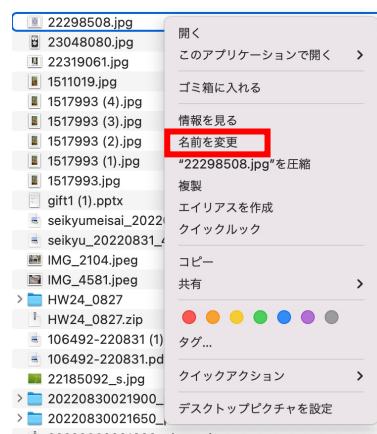 22298508.jpg
23048080.jpg
22319061.jpg
1511019.jpg
1517993 (4).jpg
1517993 (3).jpg
1517993 (2).jpg
1517993 (1).jpg
1517993.jpg
gift1 (1).pptx
seikyumeisai_2022
seikyu_20220831_
IMG_2104.jpeg
IMG_4581.jpeg
HW24_0827
HW24_0827.zip
106492-220831 (1)
106492-220831.pd
22185092_s.jpg
20220830021900_
20220830021650_
開く
このアプリケーションで開く
ゴミ箱に入れる
情報を見る
名前を変更
"22298508.jpg"を圧縮
複製
エイリアスを作成
クイックルック
コピー
共有
タグ...
クイックアクション
デスクトップピクチャを設定